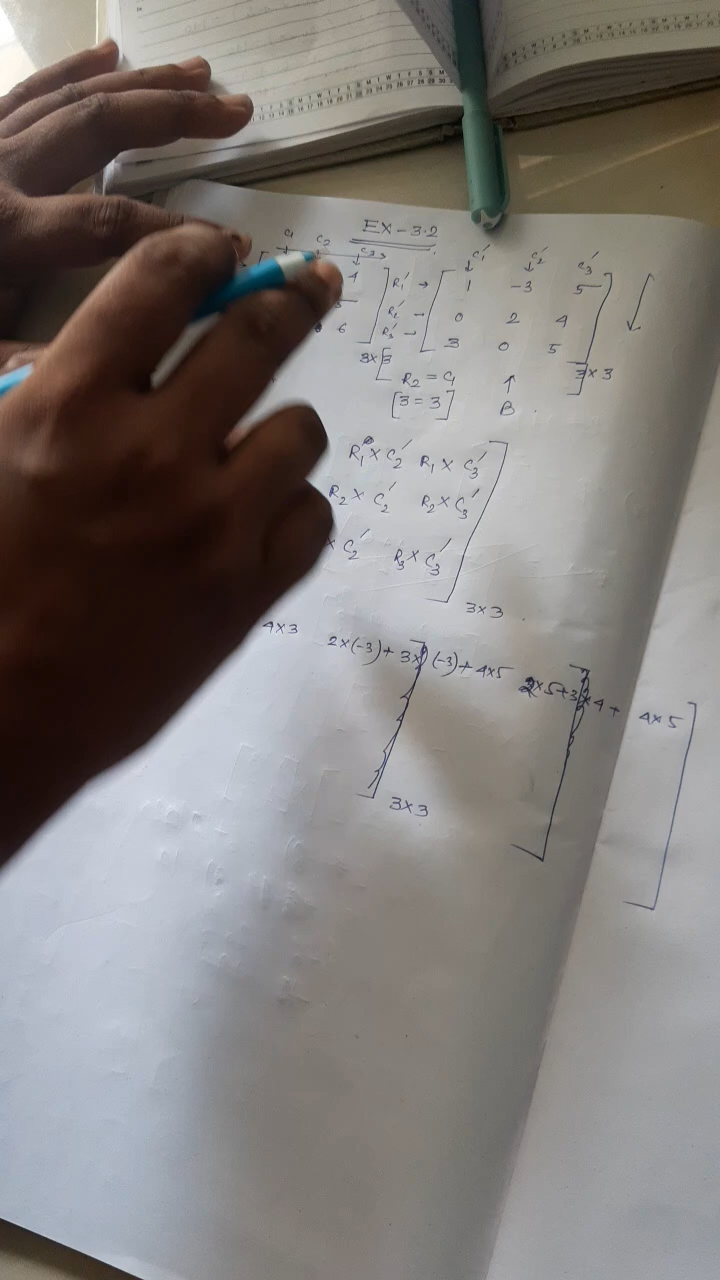 EX - 3.2
C1 C2 C3
C1' C2' C3'
4 ] R1' → [ 1 -3 5
R2' → 0 2 4
6 ] R3' → 3 0 5 ]
3×3 3×3
R2 = C1 ↑
[3 = 3] B
R1 × C2' R1 × C3'
R2 × C2' R2 × C3'
× C2' R3 × C3'
3×3
4×3 2×(-3) + 3× (-3) + 4×5 2×5+3×4 + 4×5
3×3